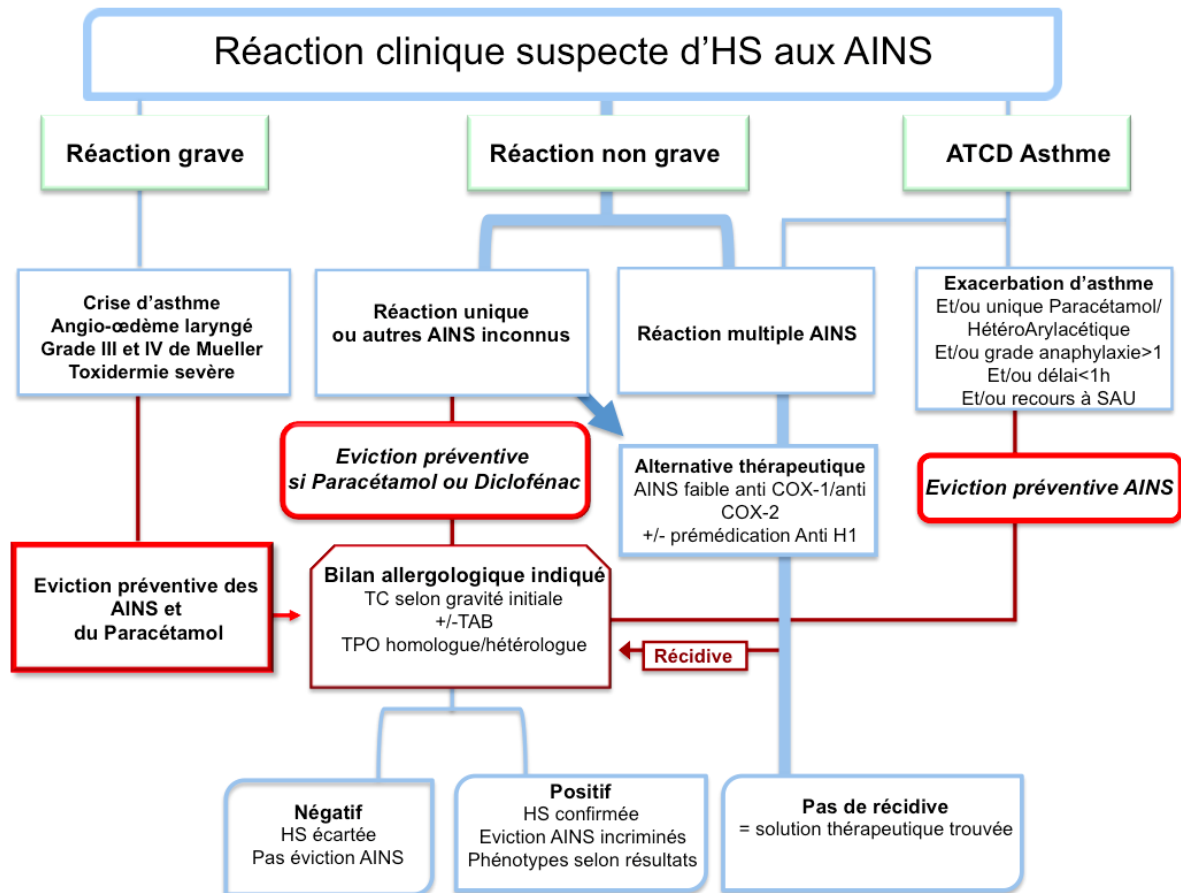 Réaction clinique suspecte d'HS aux AINS
Réaction grave
Réaction non grave
ATCD Asthme
Crise d'asthme
Angio-œdème laryngé
Grade III et IV de Mueller
Toxidermie sevère
Réaction unique
ou autres AINS inconnus
Réaction multiple AINS
Exacerbation d'asthme
Et/ou unique Paracétamol/
HétéroArylacétique
Et/ou grade anaphylaxie>1
Et/ou délai<1h
Et/ou recours à SAU
Eviction préventive
si Paracétamol ou Diclofénac
Alternative thérapeutique
AINS faible anti COX-1/anti
COX-2
+/- prémédication Anti H1
Eviction préventive AINS
Eviction préventive des
AINS et
du Paracétamol
Bilan allergologique indiqué
TC selon gravité initiale
+/-TAB
TPO homologue/hétérologue
Récidive
Négatif
HS écartée
Pas éviction AINS
Positif
HS confirmée
Eviction AINS incriminés
Phénotypes selon résultats
Pas de récidive
= solution thérapeutique trouvée